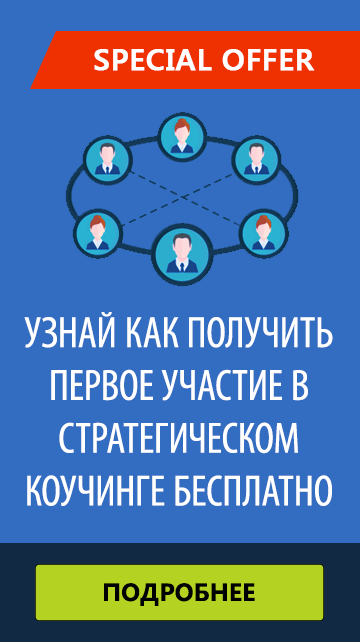 SPECIAL OFFER
УЗНАЙ КАК ПОЛУЧИТЬ
ПЕРВОЕ УЧАСТИЕ В
СТРАТЕГИЧЕСКОМ
КОУЧИНГЕ БЕСПЛАТНО
ПОДРОБНЕЕ